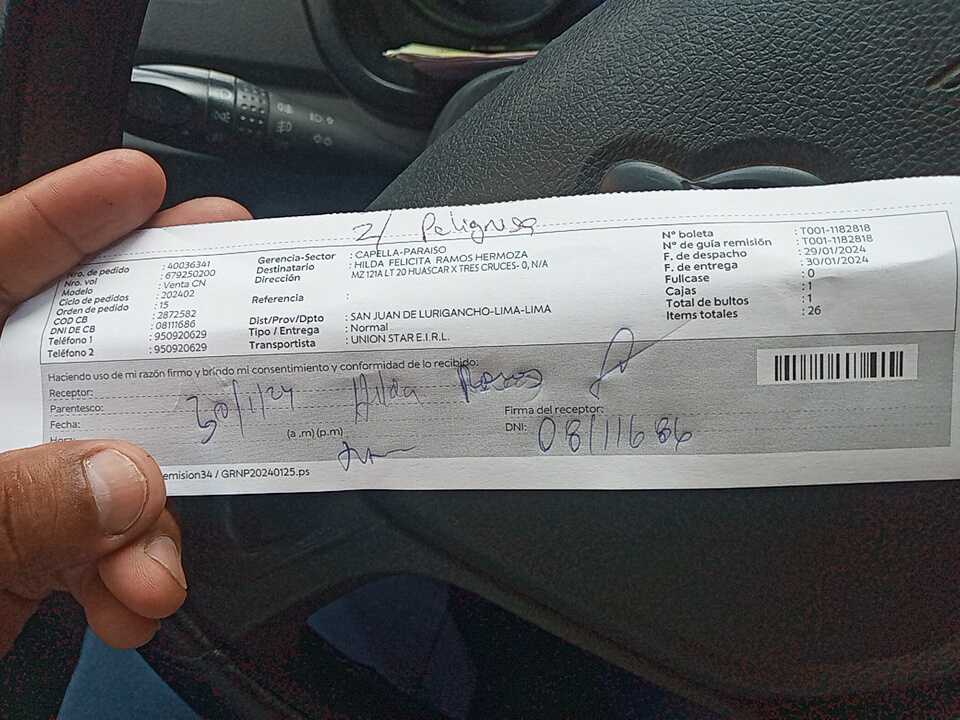 2/ Peligrosa
Nro. de pedido : 40036341
Nro. vol : 679250200
Modelo : Venta CN
Ciclo de pedidos : 202402
Orden de pedido : 15
COD CB : 2872582
DNI DE CB : 08111686
Teléfono 1 : 950920629
Teléfono 2 : 950920629
Gerencia-Sector : CAPELLA-PARAISO
Destinatario : HILDA FELICITA RAMOS HERMOZA
Dirección MZ 121A LT 20 HUASCAR X TRES CRUCES- 0, N/A
Referencia :
Dist/Prov/Dpto : SAN JUAN DE LURIGANCHO-LIMA-LIMA
Tipo / Entrega : Normal
Transportista : UNION STAR E.I.R.L.
N° boleta : T001-1182818
N° de guía remisión : T001-1182818
F. de despacho : 29/01/2024
F. de entrega : 30/01/2024
Fullcase : 0
Cajas : 1
Total de bultos : 1
Items totales : 26
Haciendo uso de mi razón firmo y brindo mi consentimiento y conformidad de lo recibido:
Receptor:
Parentesco:
30/1/24 Hilda Ramos
Fecha:
Firma del receptor:
Hora (a .m) (p.m)
DNI: 08111686
emision34 / GRNP20240125.ps